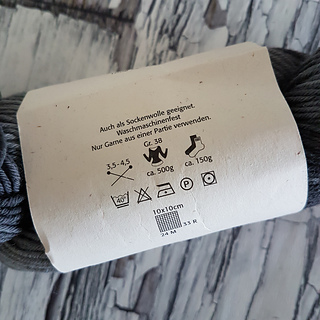 Auch als Sockenwolle geeignet.
Waschmaschinenfest
Nur Garne aus einer Partie verwenden.
Gr. 38
3,5-4,5
ca. 500g ca. 150g
40° P
10x10cm
33 R
24 M